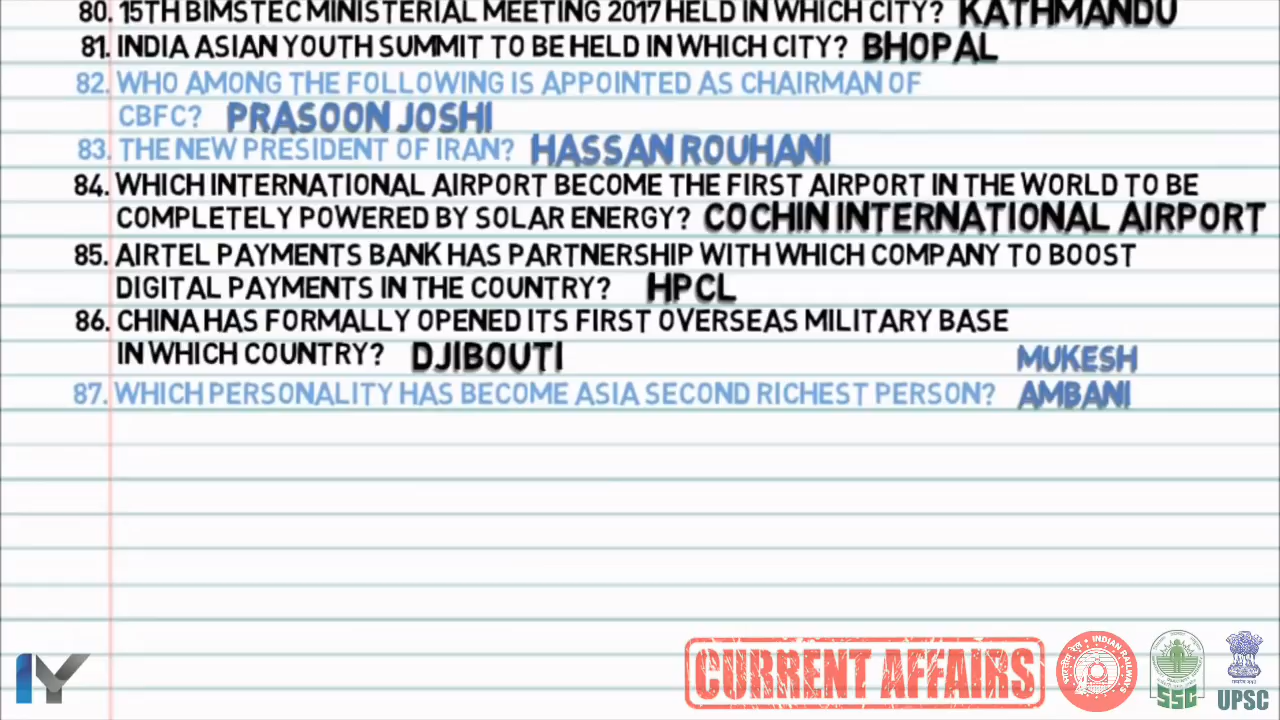 80. 15TH BIMSTEC MINISTERIAL MEETING 2017 HELD IN WHICH CITY? KATHMANDU
81. INDIA ASIAN YOUTH SUMMIT TO BE HELD IN WHICH CITY? BHOPAL
82. WHO AMONG THE FOLLOWING IS APPOINTED AS CHAIRMAN OF
CBFC? PRASOON JOSHI
83. THE NEW PRESIDENT OF IRAN? HASSAN ROUHANI
84. WHICH INTERNATIONAL AIRPORT BECOME THE FIRST AIRPORT IN THE WORLD TO BE
COMPLETELY POWERED BY SOLAR ENERGY? COCHIN INTERNATIONAL AIRPORT
85. AIRTEL PAYMENTS BANK HAS PARTNERSHIP WITH WHICH COMPANY TO BOOST
DIGITAL PAYMENTS IN THE COUNTRY? HPCL
86. CHINA HAS FORMALLY OPENED ITS FIRST OVERSEAS MILITARY BASE
IN WHICH COUNTRY? DJIBOUTI
87. WHICH PERSONALITY HAS BECOME ASIA SECOND RICHEST PERSON? MUKESH
AMBANI
IY
CURRENT AFFAIRS
INDIAN RAILWAYS
SSC
UPSC